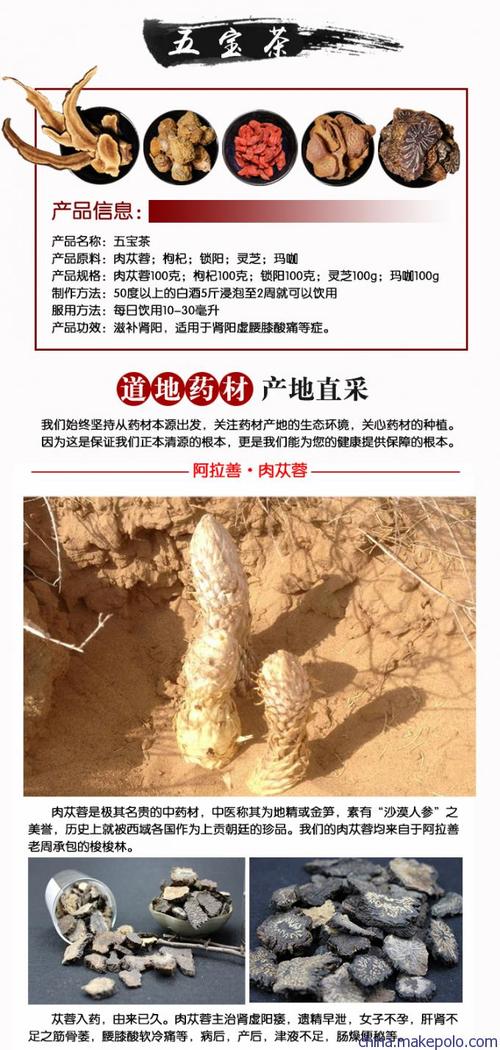 五宝茶
产品信息：
产品名称：五宝茶
产品原料：肉苁蓉；枸杞；锁阳；灵芝；玛咖
产品规格：肉苁蓉100克；枸杞100克；锁阳100克；灵芝100g；玛咖100g
制作方法：50度以上的白酒5斤浸泡至2周就可以饮用
服用方法：每日饮用10-30毫升
产品功效：滋补肾阳，适用于肾阳虚腰膝酸痛等症。
道地药材 产地直采
我们始终坚持从药材本源出发，关注药材产地的生态环境，关心药材的种植。
因为这是保证我们正本清源的根本，更是我们能为您的健康提供保障的根本。
阿拉善·肉苁蓉
肉苁蓉是极其名贵的中药材，中医称其为地精或金笋，素有“沙漠人参”之
美誉，历史上就被西域各国作为上贡朝廷的珍品。我们的肉苁蓉均来自于阿拉善
老周承包的梭梭林。
苁蓉入药，由来已久。肉苁蓉主治肾虚阳痿，遗精早泄，女子不孕，肝肾不
足之筋骨萎，腰膝酸软冷痛等，病后，产后，津液不足，肠燥便秘等。
china.makepolo.com